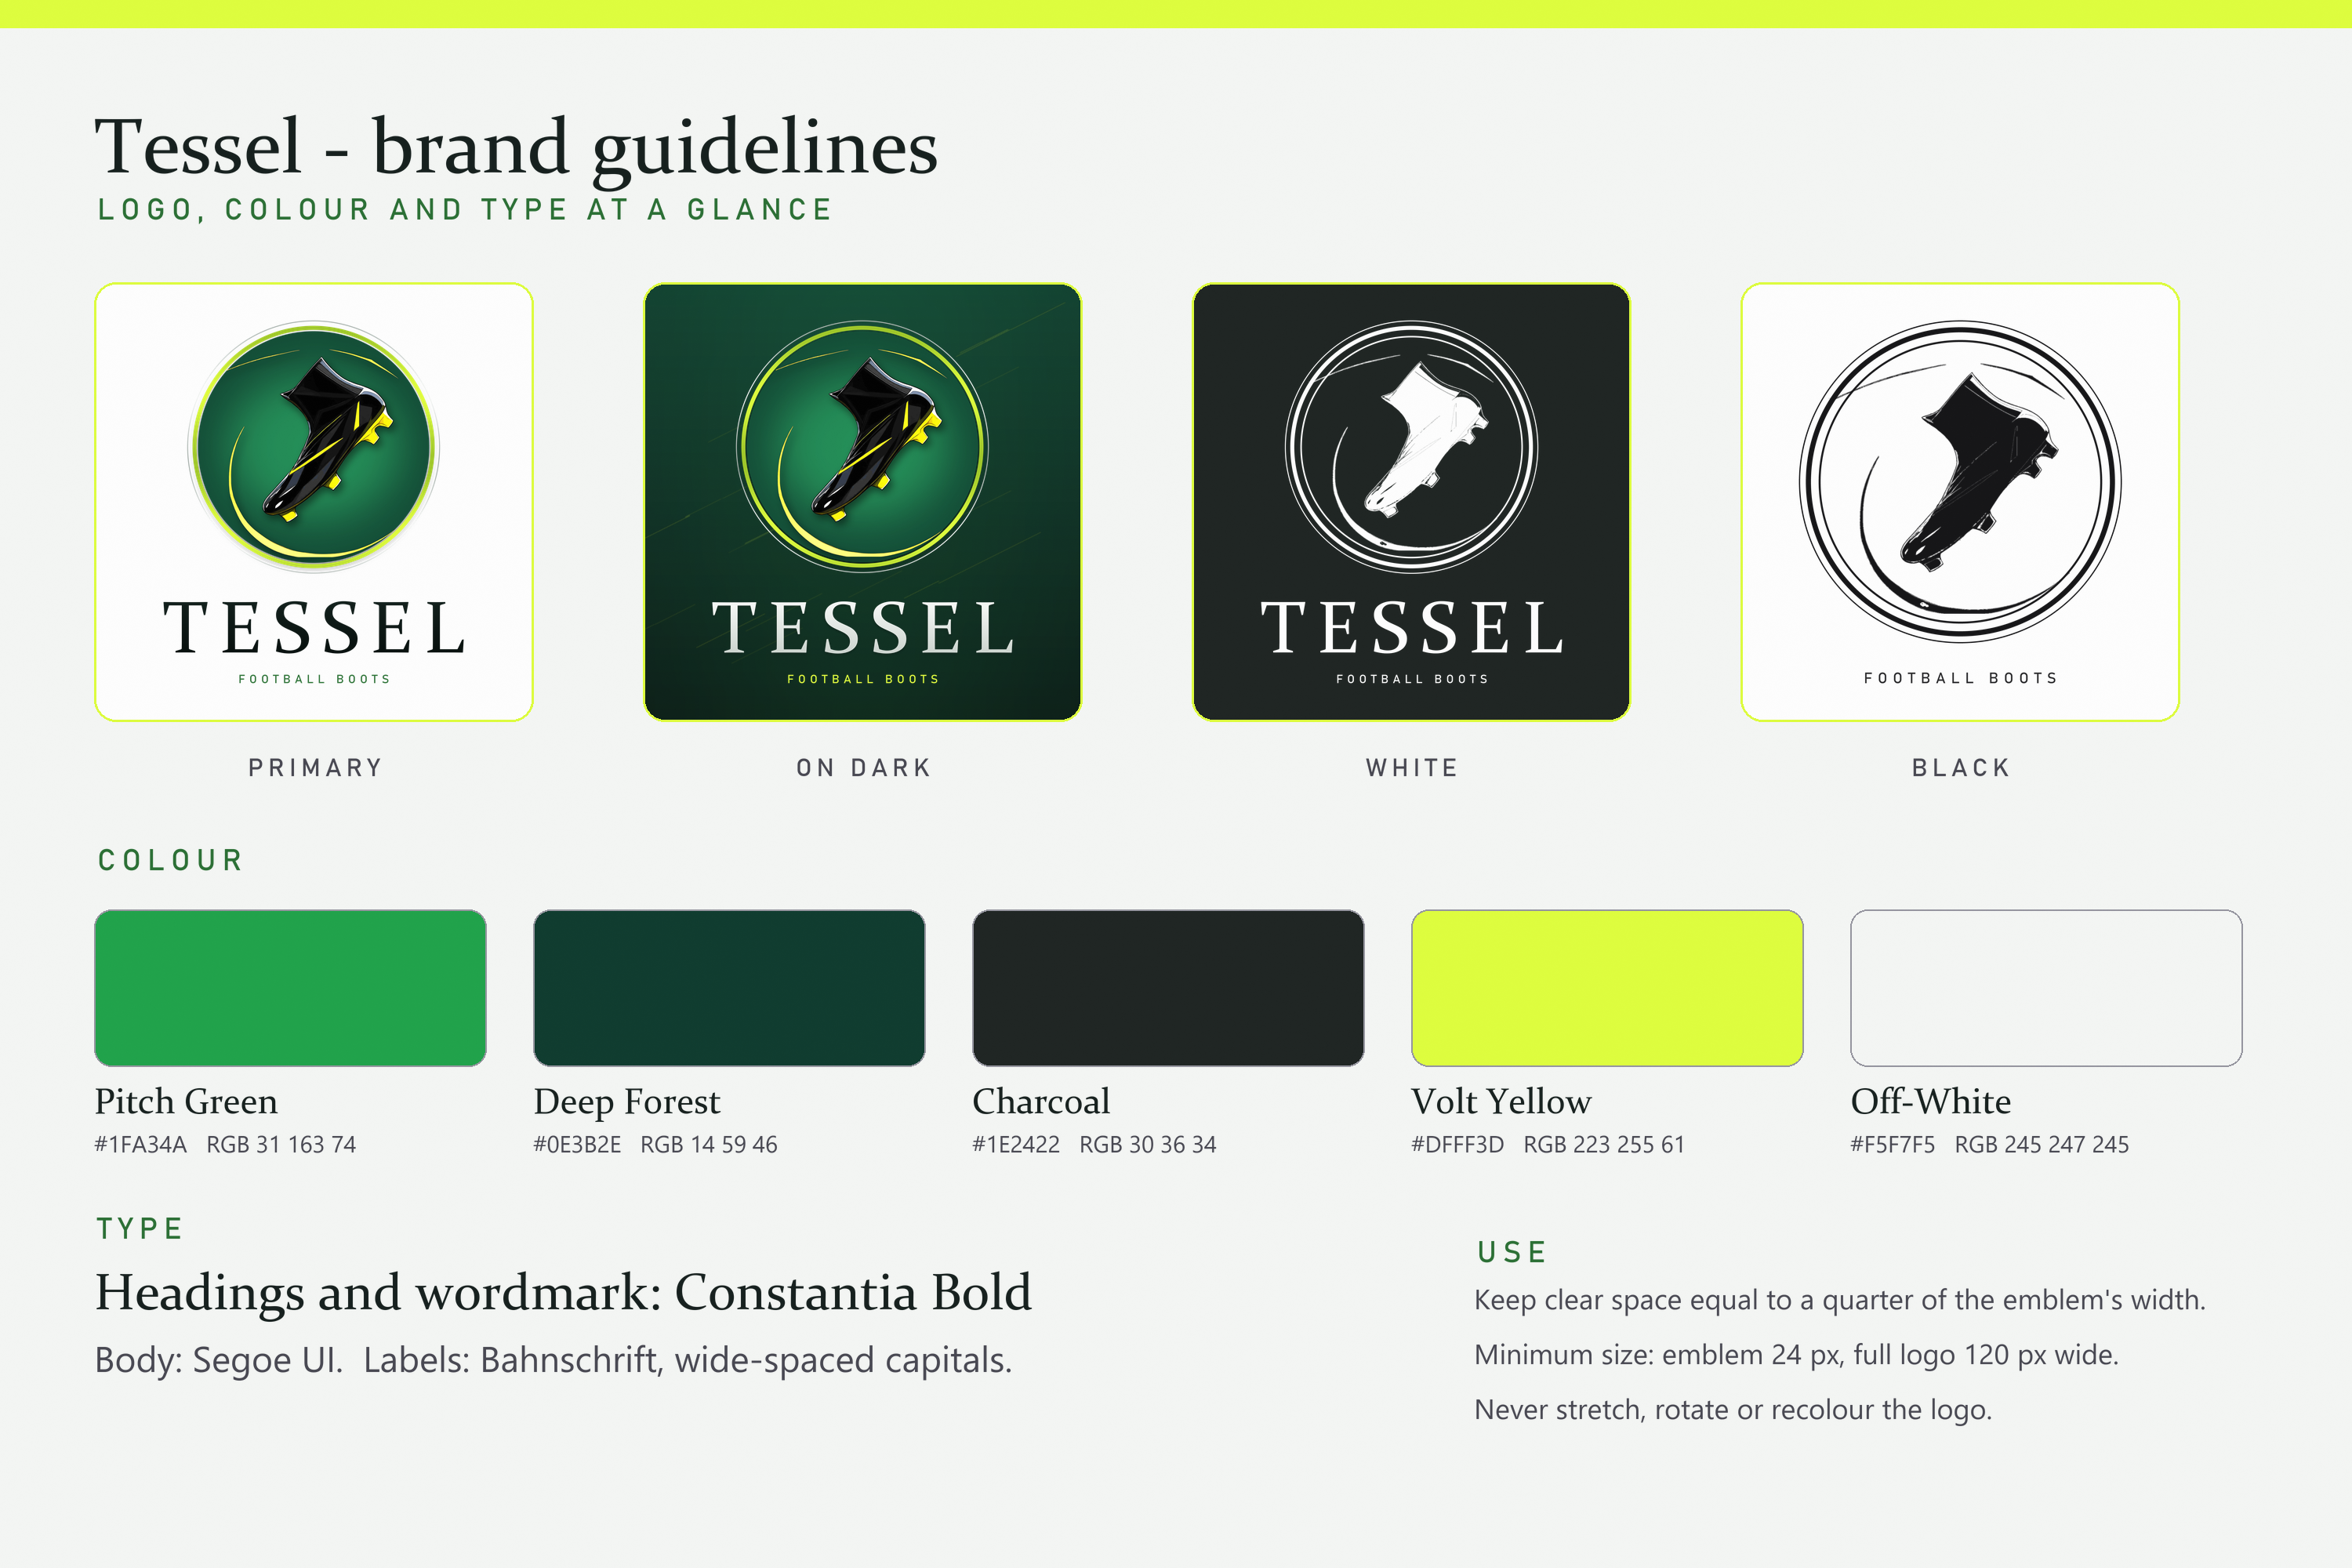 Tessel - brand guidelines
LOGO, COLOUR AND TYPE AT A GLANCE
TESSEL
FOOTBALL BOOTS
PRIMARY
TESSEL
FOOTBALL BOOTS
ON DARK
TESSEL
FOOTBALL BOOTS
WHITE
FOOTBALL BOOTS
BLACK
COLOUR
Pitch Green
#1FA34A RGB 31 163 74
Deep Forest
#0E3B2E RGB 14 59 46
Charcoal
#1E2422 RGB 30 36 34
Volt Yellow
#DFFF3D RGB 223 255 61
Off-White
#F5F7F5 RGB 245 247 245
TYPE
Headings and wordmark: Constantia Bold
Body: Segoe UI. Labels: Bahnschrift, wide-spaced capitals.
USE
Keep clear space equal to a quarter of the emblem's width.
Minimum size: emblem 24 px, full logo 120 px wide.
Never stretch, rotate or recolour the logo.